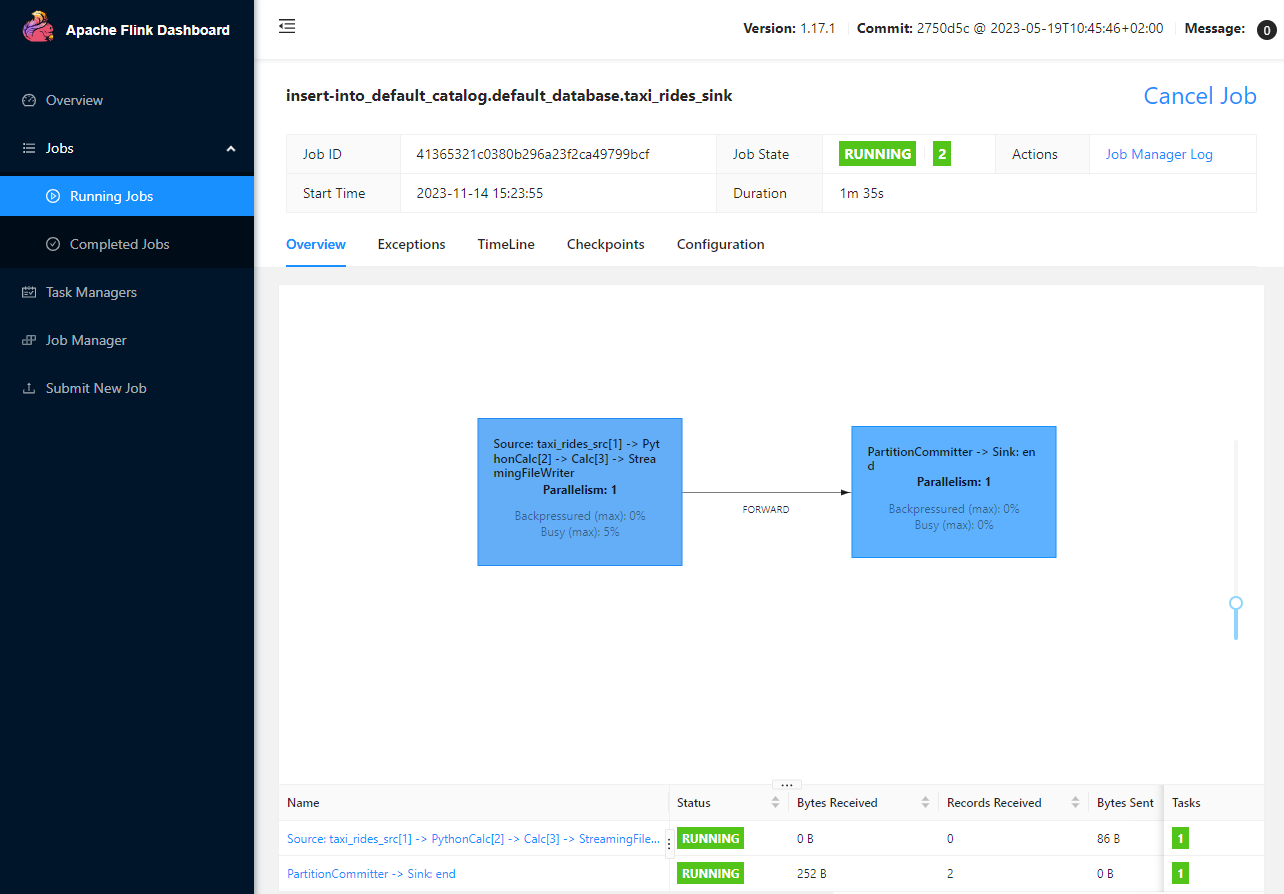 Apache Flink Dashboard
Version: 1.17.1 Commit: 2750d5c @ 2023-05-19T10:45:46+02:00 Message: 0
Overview
Jobs
Running Jobs
Completed Jobs
Task Managers
Job Manager
Submit New Job
insert-into_default_catalog.default_database.taxi_rides_sink Cancel Job
Job ID 41365321c0380b296a23f2ca49799bcf Job State RUNNING 2 Actions Job Manager Log
Start Time 2023-11-14 15:23:55 Duration 1m 35s
Overview Exceptions TimeLine Checkpoints Configuration
Source: taxi_rides_src[1] -> Pyt
honCalc[2] -> Calc[3] -> Strea
mingFileWriter
Parallelism: 1
Backpressured (max): 0%
Busy (max): 5%
FORWARD
PartitionCommitter -> Sink: en
d
Parallelism: 1
Backpressured (max): 0%
Busy (max): 0%
Name Status Bytes Received Records Received Bytes Sent Tasks
Source: taxi_rides_src[1] -> PythonCalc[2] -> Calc[3] -> StreamingFile... RUNNING 0 B 0 86 B 1
PartitionCommitter -> Sink: end RUNNING 252 B 2 0 B 1